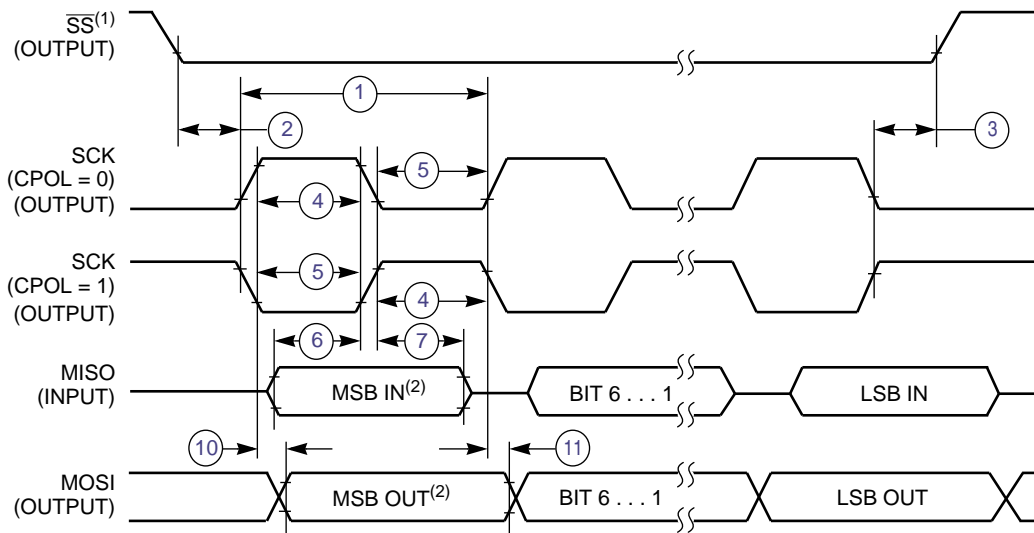 SS(1)
(OUTPUT)
1
2
3
SCK
(CPOL = 0)
(OUTPUT)
5
4
SCK
(CPOL = 1)
(OUTPUT)
5
4
6
7
MISO
(INPUT)
MSB IN(2)
BIT 6 . . . 1
LSB IN
10
11
MOSI
(OUTPUT)
MSB OUT(2)
BIT 6 . . . 1
LSB OUT